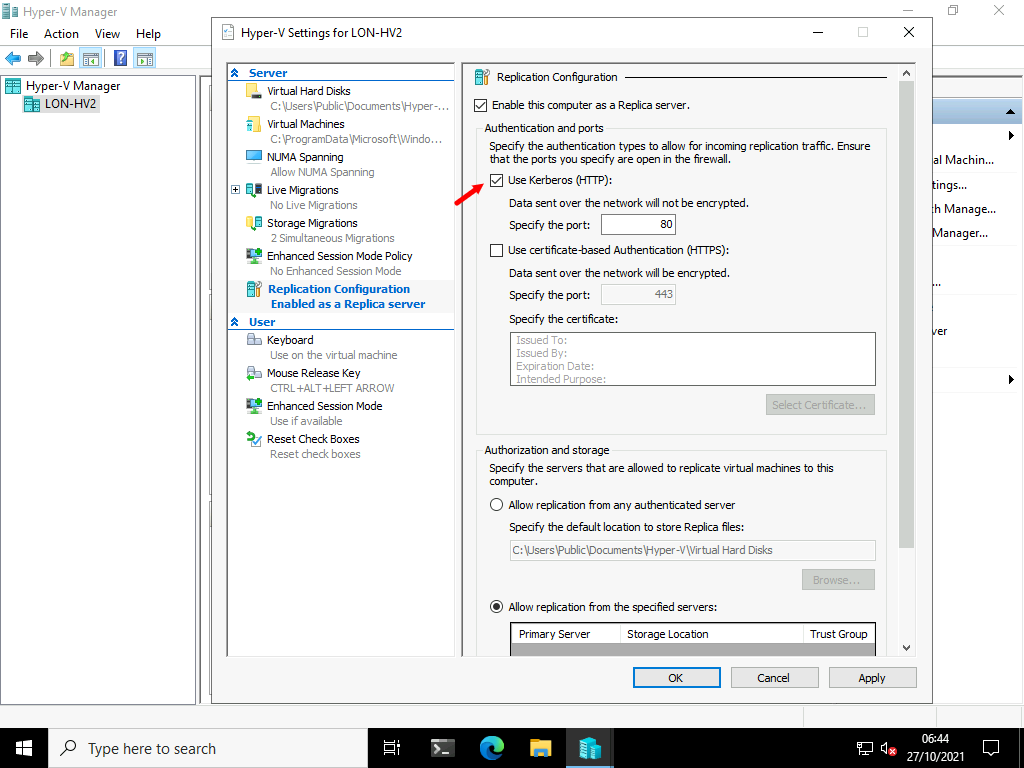 Hyper-V Manager
File Action View Help
Hyper-V Manager
LON-HV2
Hyper-V Settings for LON-HV2
Server
Virtual Hard Disks
C:\Users\Public\Documents\Hyper-...
Virtual Machines
C:\ProgramData\Microsoft\Windo...
NUMA Spanning
Allow NUMA Spanning
Live Migrations
No Live Migrations
Storage Migrations
2 Simultaneous Migrations
Enhanced Session Mode Policy
No Enhanced Session Mode
Replication Configuration
Enabled as a Replica server
User
Keyboard
Use on the virtual machine
Mouse Release Key
CTRL+ALT+LEFT ARROW
Enhanced Session Mode
Use if available
Reset Check Boxes
Reset check boxes
Replication Configuration
Enable this computer as a Replica server.
Authentication and ports
Specify the authentication types to allow for incoming replication traffic. Ensure
that the ports you specify are open in the firewall.
Use Kerberos (HTTP):
Data sent over the network will not be encrypted.
Specify the port: 80
Use certificate-based Authentication (HTTPS):
Data sent over the network will be encrypted.
Specify the port: 443
Specify the certificate:
Issued To:
Issued By:
Expiration Date:
Intended Purpose:
Select Certificate...
Authorization and storage
Specify the servers that are allowed to replicate virtual machines to this
computer.
Allow replication from any authenticated server
Specify the default location to store Replica files:
C:\Users\Public\Documents\Hyper-V\Virtual Hard Disks
Browse...
Allow replication from the specified servers:
Primary Server Storage Location Trust Group
OK Cancel Apply
al Machin...
tings...
h Manage...
Manager...
...
ver
Type here to search
06:44
27/10/2021